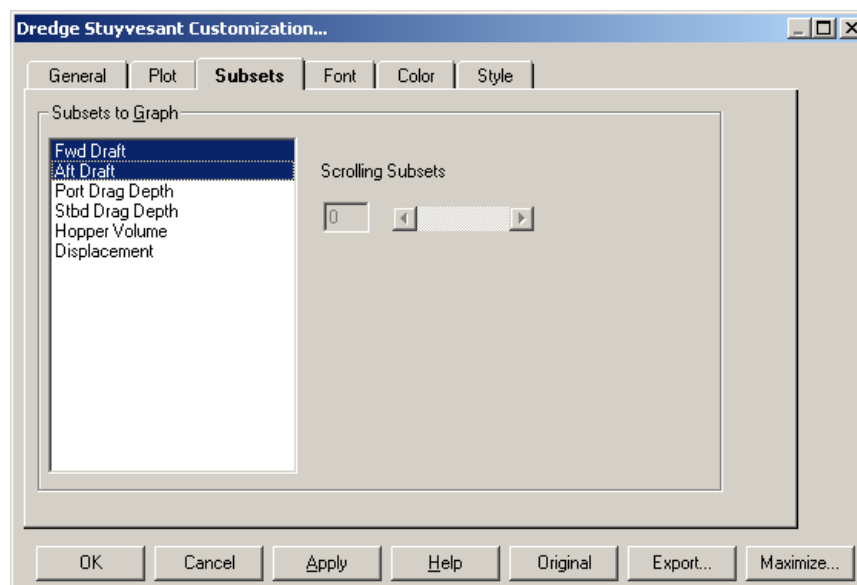 Dredge Stuyvesant Customization...
General Plot Subsets Font Color Style
Subsets to Graph
Fwd Draft
Aft Draft
Port Drag Depth
Stbd Drag Depth
Hopper Volume
Displacement
Scrolling Subsets
0
OK Cancel Apply Help Original Export... Maximize...